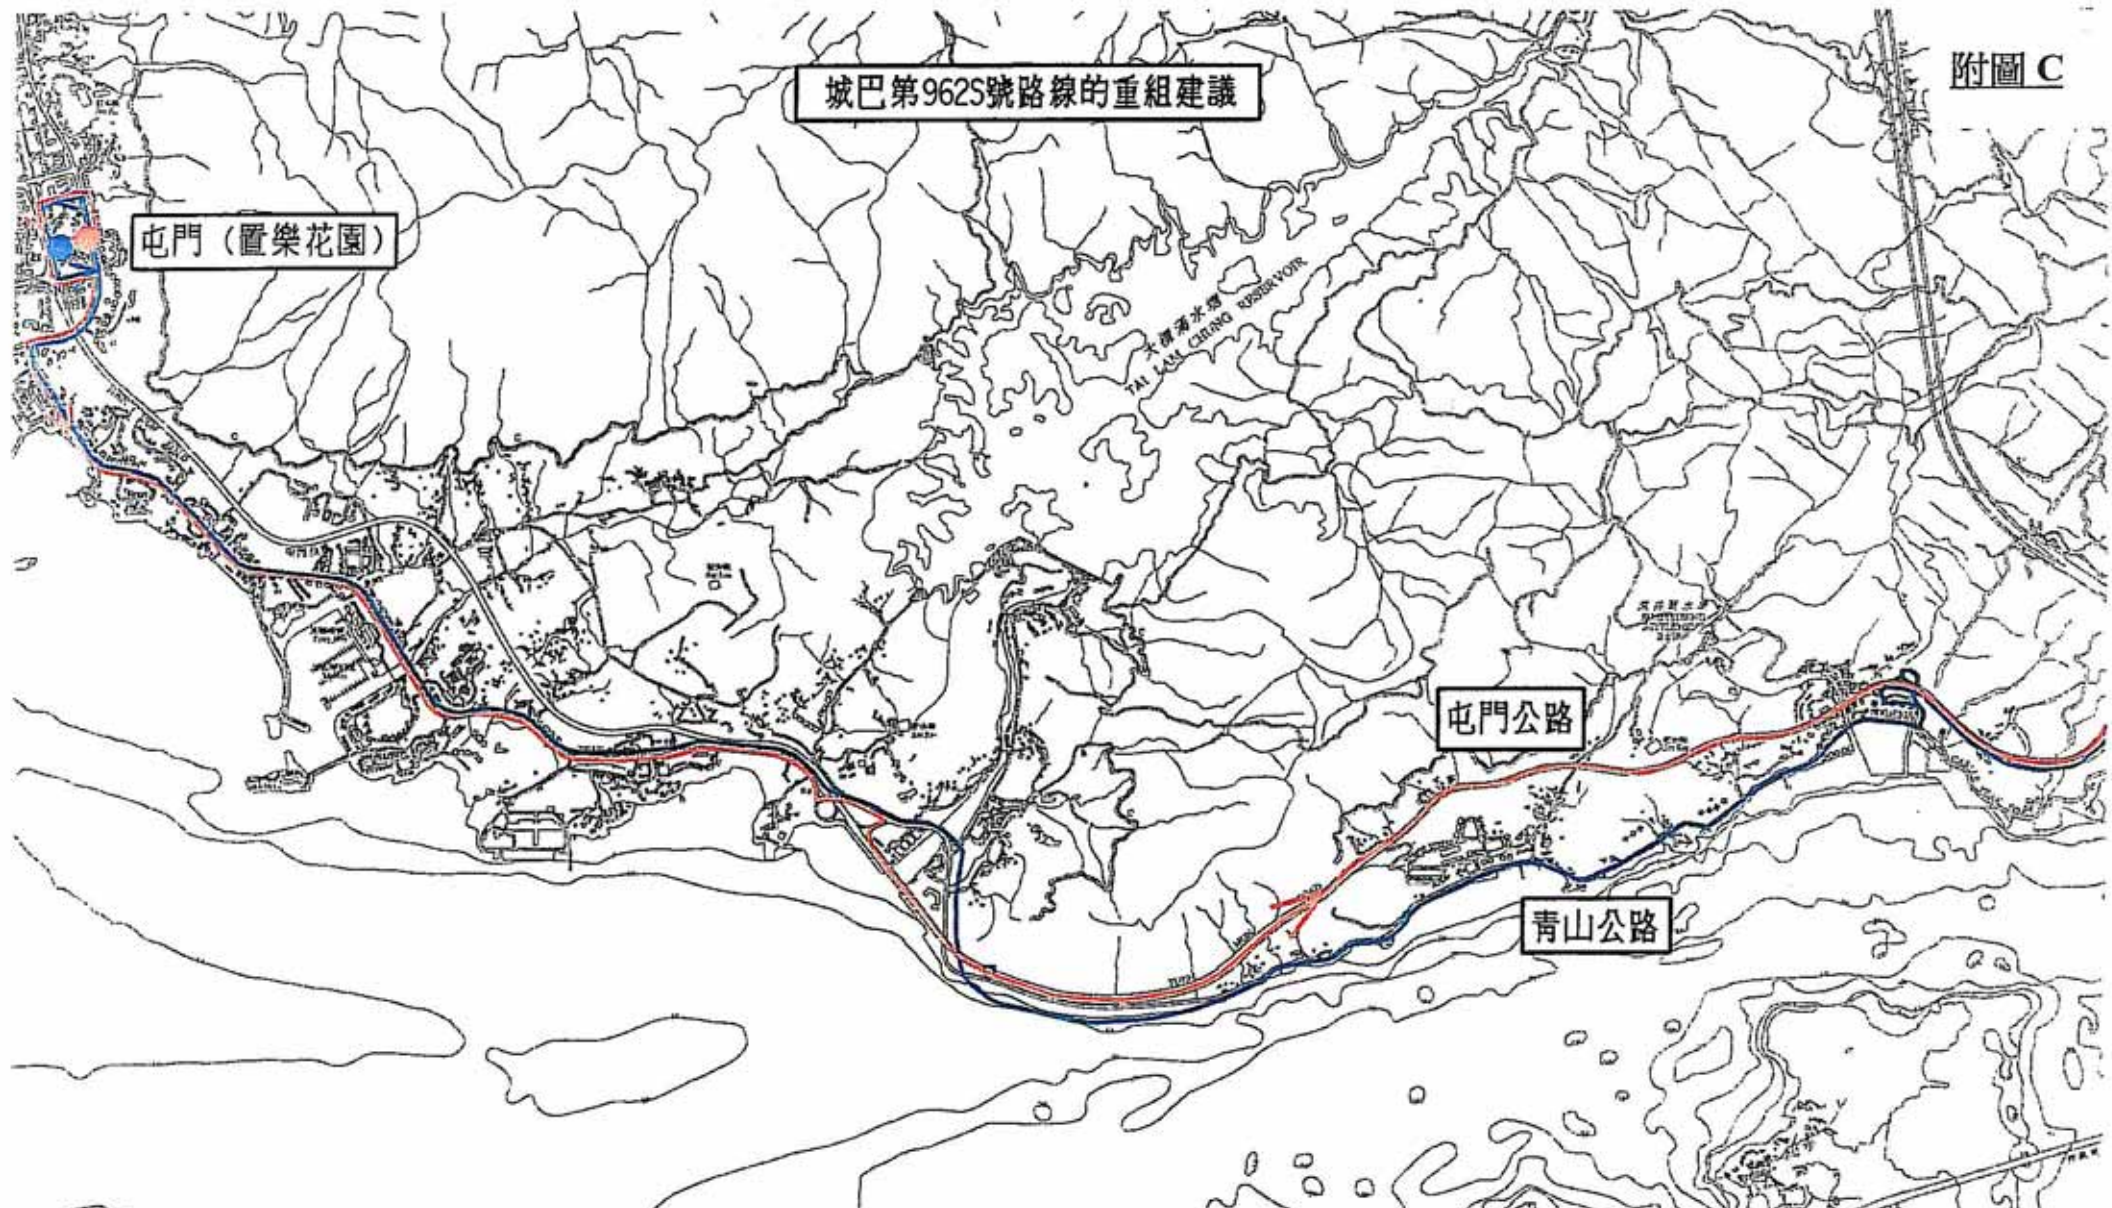 城巴第962S號路線的重組建議
附圖 C
屯門（置樂花園）
大欖涌水塘
TAI LAM CHUNG RESERVOIR
屯門公路
青山公路